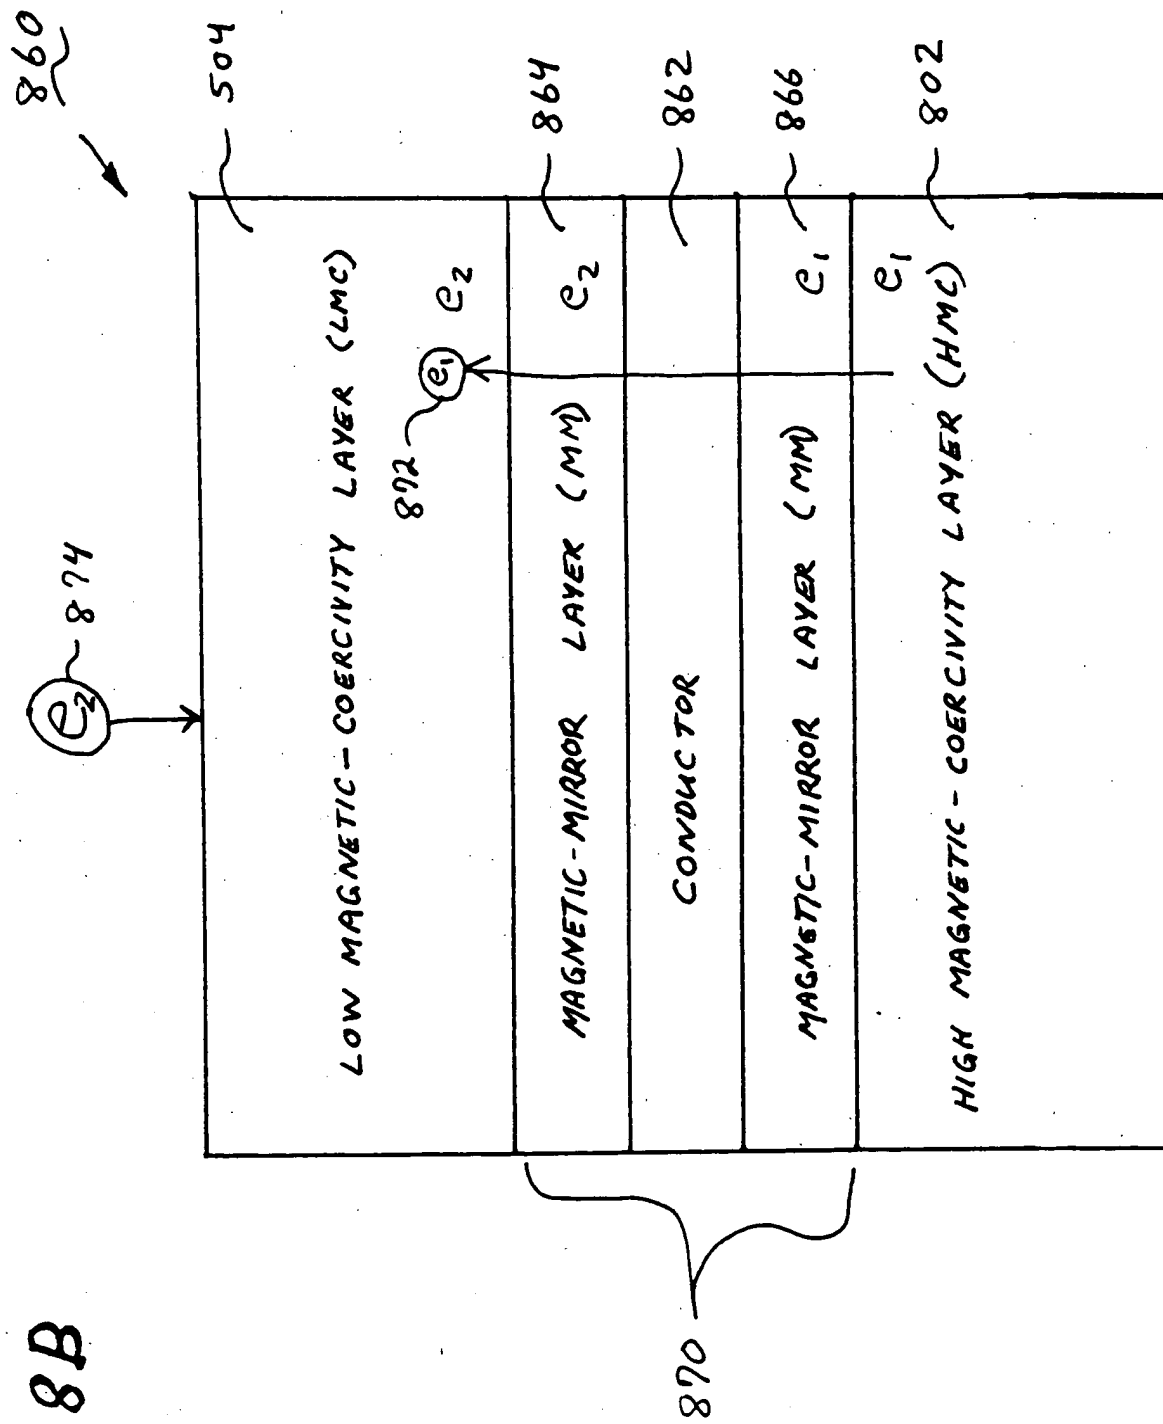 8B
860
e2
874
504
LOW MAGNETIC-COERCIVITY LAYER (LMC)
872
e1
e2
864
MAGNETIC-MIRROR LAYER (MM)
e2
862
CONDUCTOR
866
MAGNETIC-MIRROR LAYER (MM)
e1
e1
802
HIGH MAGNETIC-COERCIVITY LAYER (HMC)
870